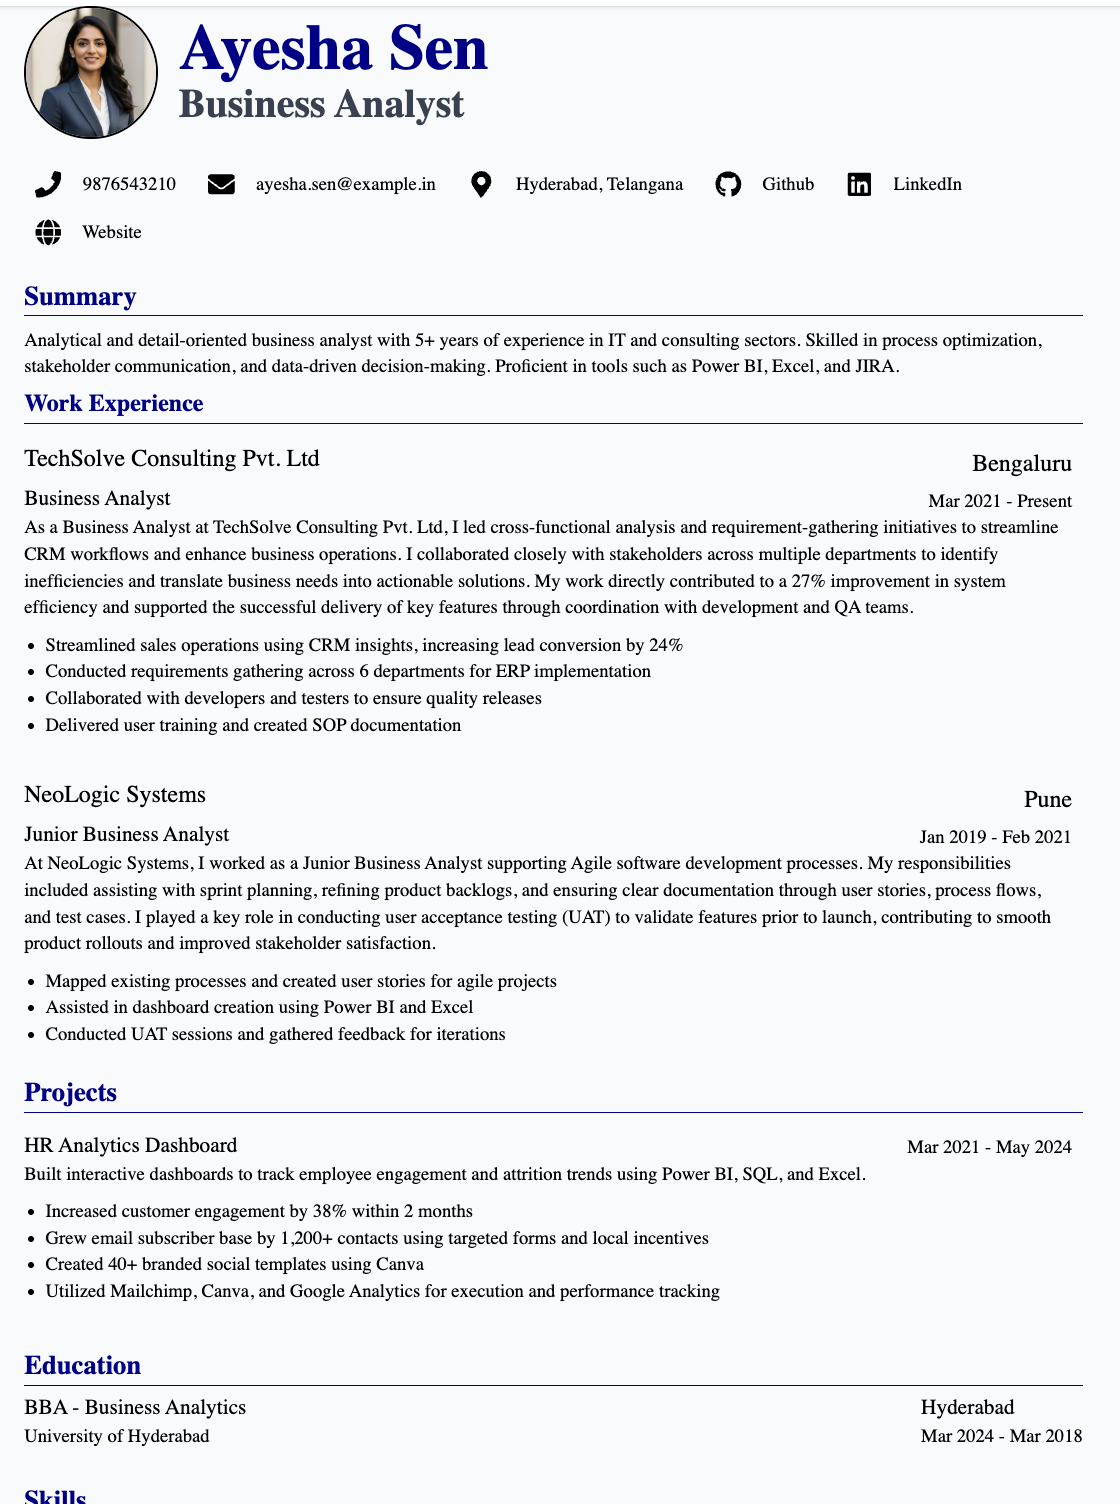 Ayesha Sen
Business Analyst
9876543210 ayesha.sen@example.in Hyderabad, Telangana Github LinkedIn
Website
Summary
Analytical and detail-oriented business analyst with 5+ years of experience in IT and consulting sectors. Skilled in process optimization,
stakeholder communication, and data-driven decision-making. Proficient in tools such as Power BI, Excel, and JIRA.
Work Experience
TechSolve Consulting Pvt. Ltd Bengaluru
Business Analyst Mar 2021 - Present
As a Business Analyst at TechSolve Consulting Pvt. Ltd, I led cross-functional analysis and requirement-gathering initiatives to streamline
CRM workflows and enhance business operations. I collaborated closely with stakeholders across multiple departments to identify
inefficiencies and translate business needs into actionable solutions. My work directly contributed to a 27% improvement in system
efficiency and supported the successful delivery of key features through coordination with development and QA teams.
• Streamlined sales operations using CRM insights, increasing lead conversion by 24%
• Conducted requirements gathering across 6 departments for ERP implementation
• Collaborated with developers and testers to ensure quality releases
• Delivered user training and created SOP documentation
NeoLogic Systems Pune
Junior Business Analyst Jan 2019 - Feb 2021
At NeoLogic Systems, I worked as a Junior Business Analyst supporting Agile software development processes. My responsibilities
included assisting with sprint planning, refining product backlogs, and ensuring clear documentation through user stories, process flows,
and test cases. I played a key role in conducting user acceptance testing (UAT) to validate features prior to launch, contributing to smooth
product rollouts and improved stakeholder satisfaction.
• Mapped existing processes and created user stories for agile projects
• Assisted in dashboard creation using Power BI and Excel
• Conducted UAT sessions and gathered feedback for iterations
Projects
HR Analytics Dashboard Mar 2021 - May 2024
Built interactive dashboards to track employee engagement and attrition trends using Power BI, SQL, and Excel.
• Increased customer engagement by 38% within 2 months
• Grew email subscriber base by 1,200+ contacts using targeted forms and local incentives
• Created 40+ branded social templates using Canva
• Utilized Mailchimp, Canva, and Google Analytics for execution and performance tracking
Education
BBA - Business Analytics Hyderabad
University of Hyderabad Mar 2024 - Mar 2018
Skills